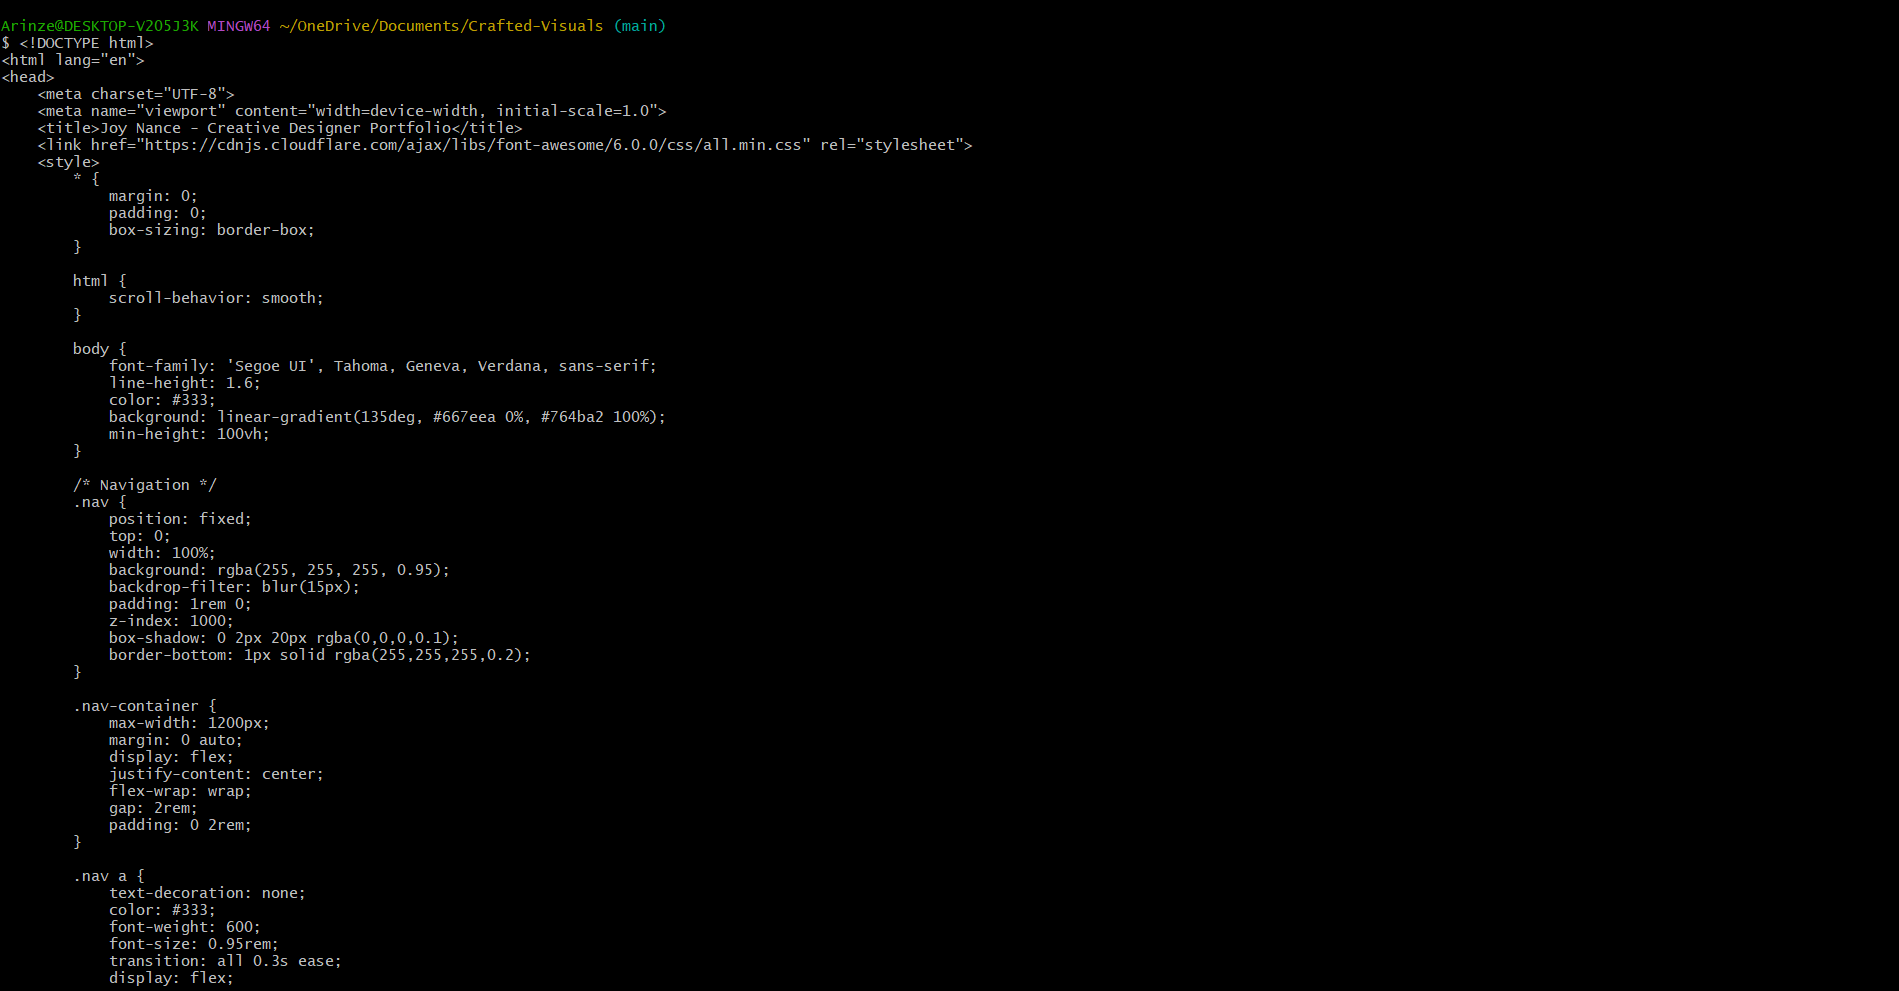 Arinze@DESKTOP-V2O5J3K MINGW64 ~/OneDrive/Documents/Crafted-Visuals (main)
$ <!DOCTYPE html>
<html lang="en">
<head>
    <meta charset="UTF-8">
    <meta name="viewport" content="width=device-width, initial-scale=1.0">
    <title>Joy Nance - Creative Designer Portfolio</title>
    <link href="https://cdnjs.cloudflare.com/ajax/libs/font-awesome/6.0.0/css/all.min.css" rel="stylesheet">
    <style>
        * {
            margin: 0;
            padding: 0;
            box-sizing: border-box;
        }

        html {
            scroll-behavior: smooth;
        }

        body {
            font-family: 'Segoe UI', Tahoma, Geneva, Verdana, sans-serif;
            line-height: 1.6;
            color: #333;
            background: linear-gradient(135deg, #667eea 0%, #764ba2 100%);
            min-height: 100vh;
        }

        /* Navigation */
        .nav {
            position: fixed;
            top: 0;
            width: 100%;
            background: rgba(255, 255, 255, 0.95);
            backdrop-filter: blur(15px);
            padding: 1rem 0;
            z-index: 1000;
            box-shadow: 0 2px 20px rgba(0,0,0,0.1);
            border-bottom: 1px solid rgba(255,255,255,0.2);
        }

        .nav-container {
            max-width: 1200px;
            margin: 0 auto;
            display: flex;
            justify-content: center;
            flex-wrap: wrap;
            gap: 2rem;
            padding: 0 2rem;
        }

        .nav a {
            text-decoration: none;
            color: #333;
            font-weight: 600;
            font-size: 0.95rem;
            transition: all 0.3s ease;
            display: flex;